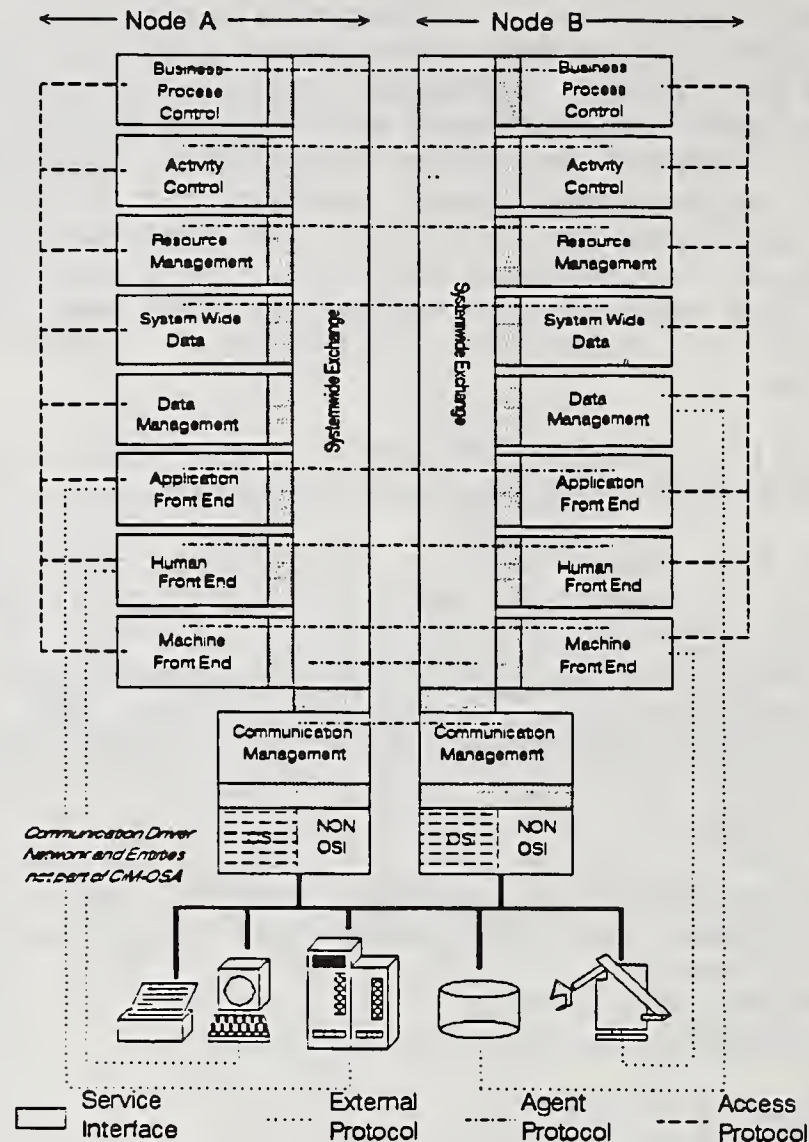 Node A
Node B
Business
Process
Control
Activity
Control
Resource
Management
System Wide
Data
Data
Management
Application
Front End
Human
Front End
Machine
Front End
Systemwide Exchange
Systemwide Exchange
Business
Process
Control
Activity
Control
Resource
Management
System Wide
Data
Data
Management
Application
Front End
Human
Front End
Machine
Front End
Communication
Management
Communication
Management
NON
OSI
OSI
NON
OSI
Communication Driver
Network and Entities
not part of CIM-OSA
Service
Interface
External
Protocol
Agent
Protocol
Access
Protocol